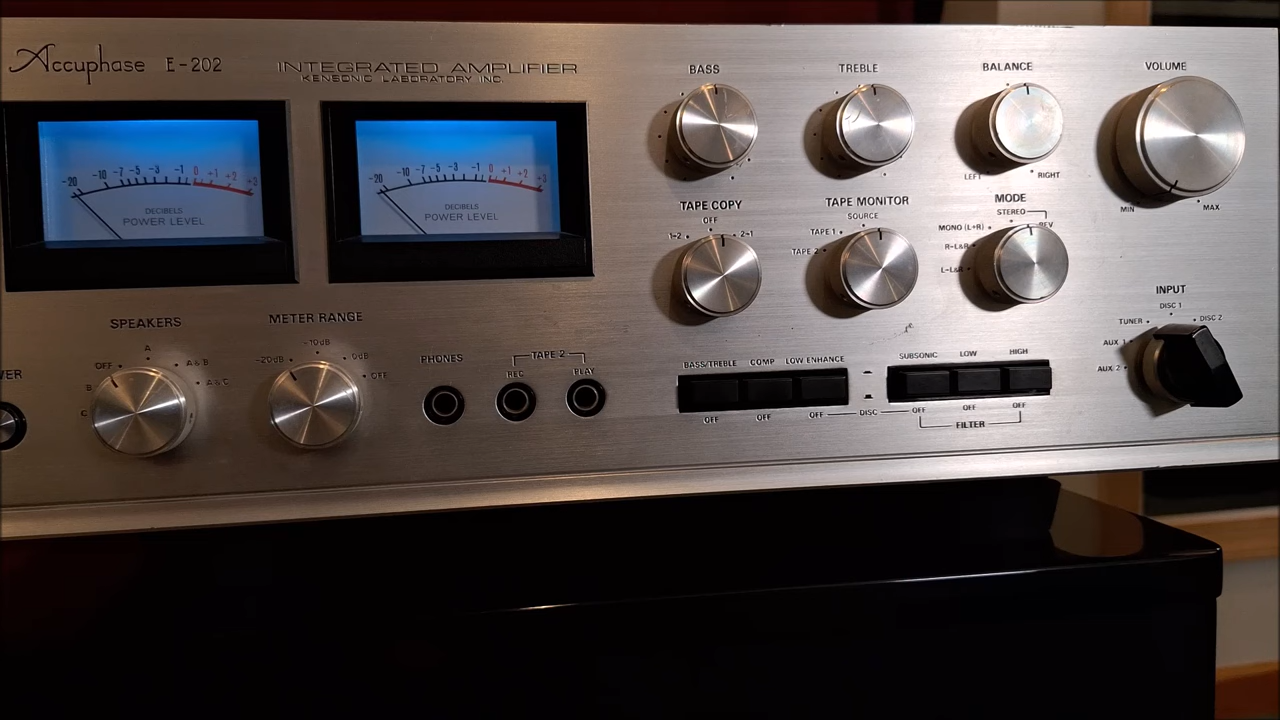 Accuphase E-202
INTEGRATED AMPLIFIER
KENSONIC LABORATORY INC.
-20 -10 -7 -5 -3 -1 0 +1 +2 +3
DECIBELS
POWER LEVEL
-20 -10 -7 -5 -3 -1 0 +1 +2 +3
DECIBELS
POWER LEVEL
BASS
TREBLE
BALANCE
LEFT RIGHT
VOLUME
MIN MAX
TAPE COPY
OFF
1-2 2-1
TAPE MONITOR
SOURCE
TAPE 1
TAPE 2
MODE
STEREO
REV
MONO (L+R)
R-L&R
L-L&R
INPUT
DISC 1
TUNER DISC 2
AUX 1
AUX 2
WER
SPEAKERS
A
OFF A&B
B A&C
C
METER RANGE
-10dB
-20dB 0dB
OFF
PHONES
TAPE 2
REC PLAY
BASS/TREBLE COMP LOW ENHANCE
OFF OFF OFF DISC
SUBSONIC LOW HIGH
OFF OFF OFF
FILTER